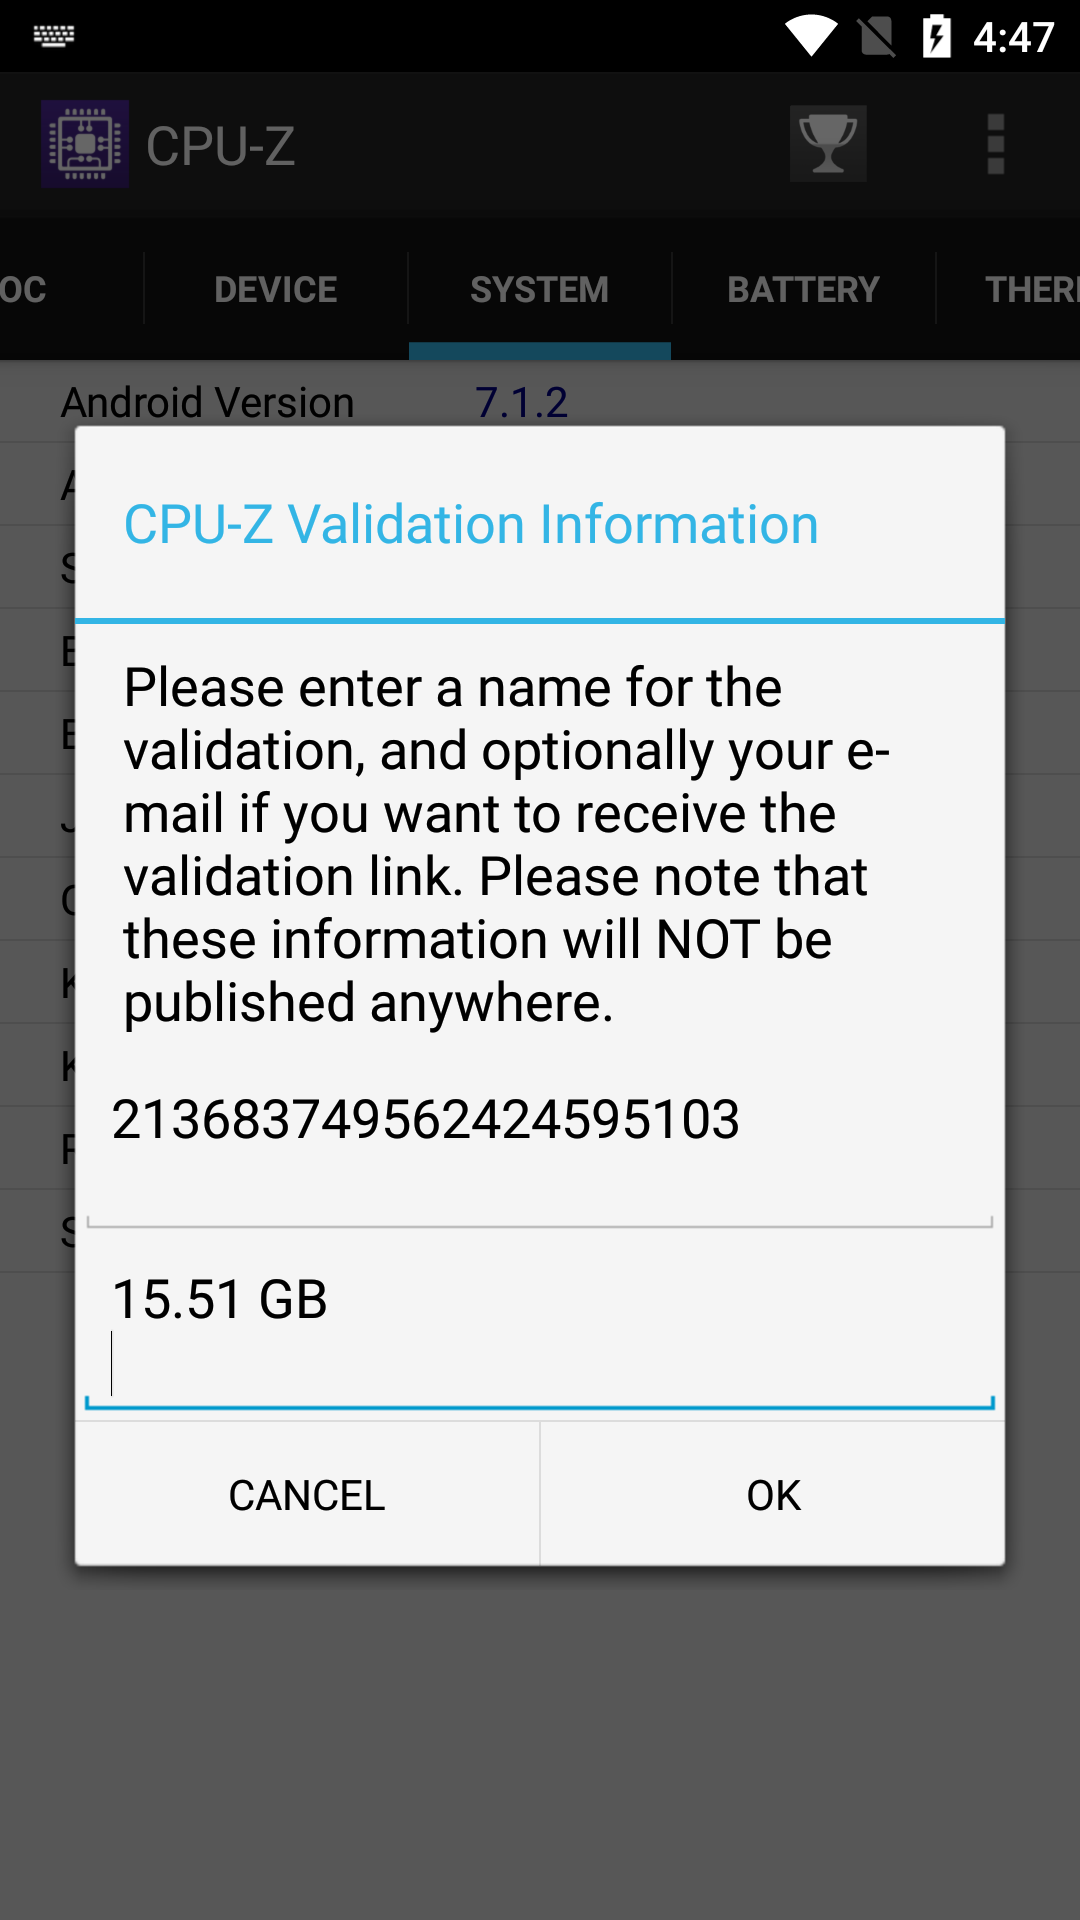 4:47
CPU-Z
OC
DEVICE
SYSTEM
BATTERY
THER
Android Version 7.1.2
CPU-Z Validation Information
Please enter a name for the
validation, and optionally your e-
mail if you want to receive the
validation link. Please note that
these information will NOT be
published anywhere.
213683749562424595103
15.51 GB
CANCEL
OK